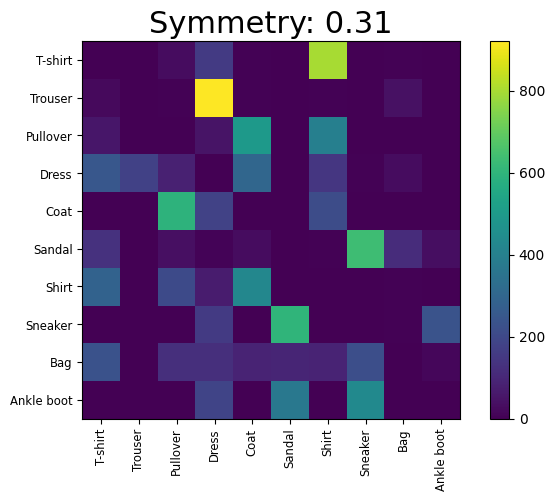 Symmetry: 0.31
T-shirt
Trouser
Pullover
Dress
Coat
Sandal
Shirt
Sneaker
Bag
Ankle boot
T-shirt
Trouser
Pullover
Dress
Coat
Sandal
Shirt
Sneaker
Bag
Ankle boot
800
600
400
200
0